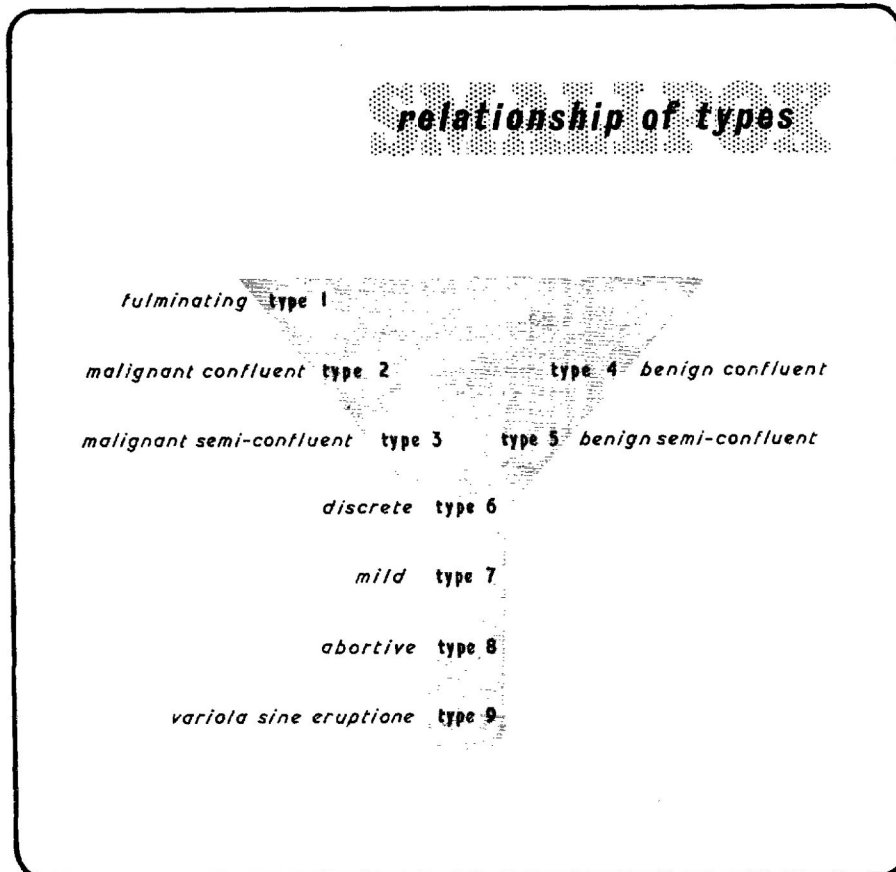 SMALLPOX
relationship of types
fulminating type 1
malignant confluent type 2 type 4 benign confluent
malignant semi-confluent type 3 type 5 benign semi-confluent
discrete type 6
mild type 7
abortive type 8
variola sine eruptione type 9